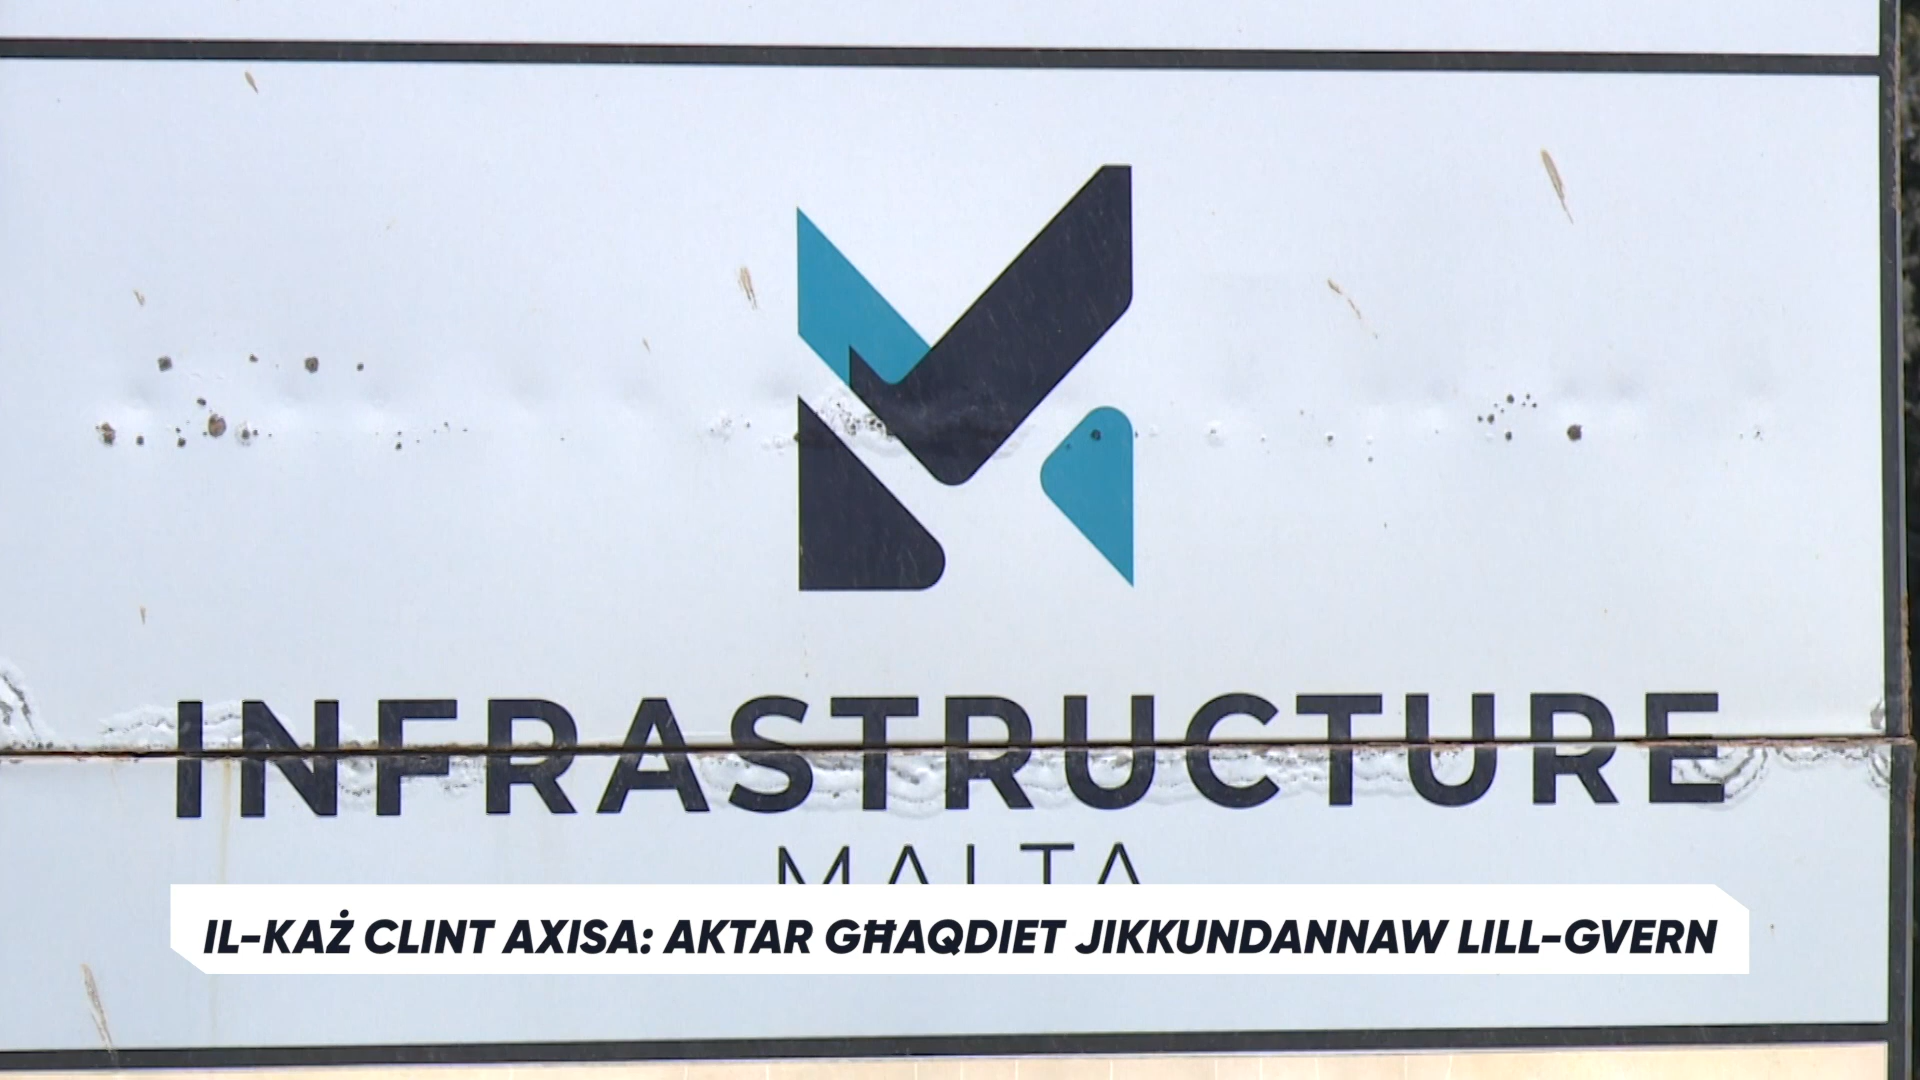 INFRASTRUCTURE
MALTA
IL-KAŻ CLINT AXISA: AKTAR GĦAQDIET JIKKUNDANNAW LILL-GVERN